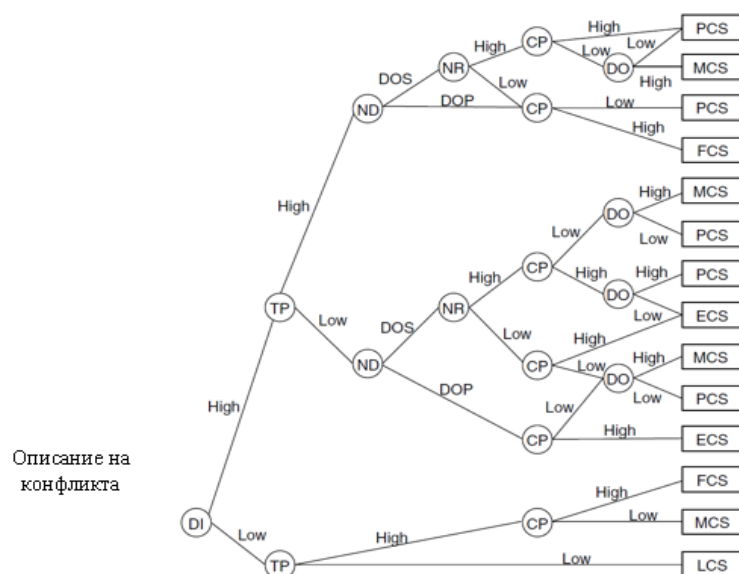 High
CP
PCS
High
Low
Low
NR
DO
MCS
DOS
High
Low
ND
DOP
CP
Low
PCS
High
FCS
High
High
MCS
DO
Low
Low
PCS
CP
High
High
High
PCS
DO
TP
NR
Low
ECS
Low
DOS
Low
High
High
MCS
ND
CP
Low
DO
Low
PCS
High
DOP
Low
CP
High
ECS
Описание на
конфликта
High
FCS
DI
High
CP
Low
MCS
Low
TP
Low
LCS